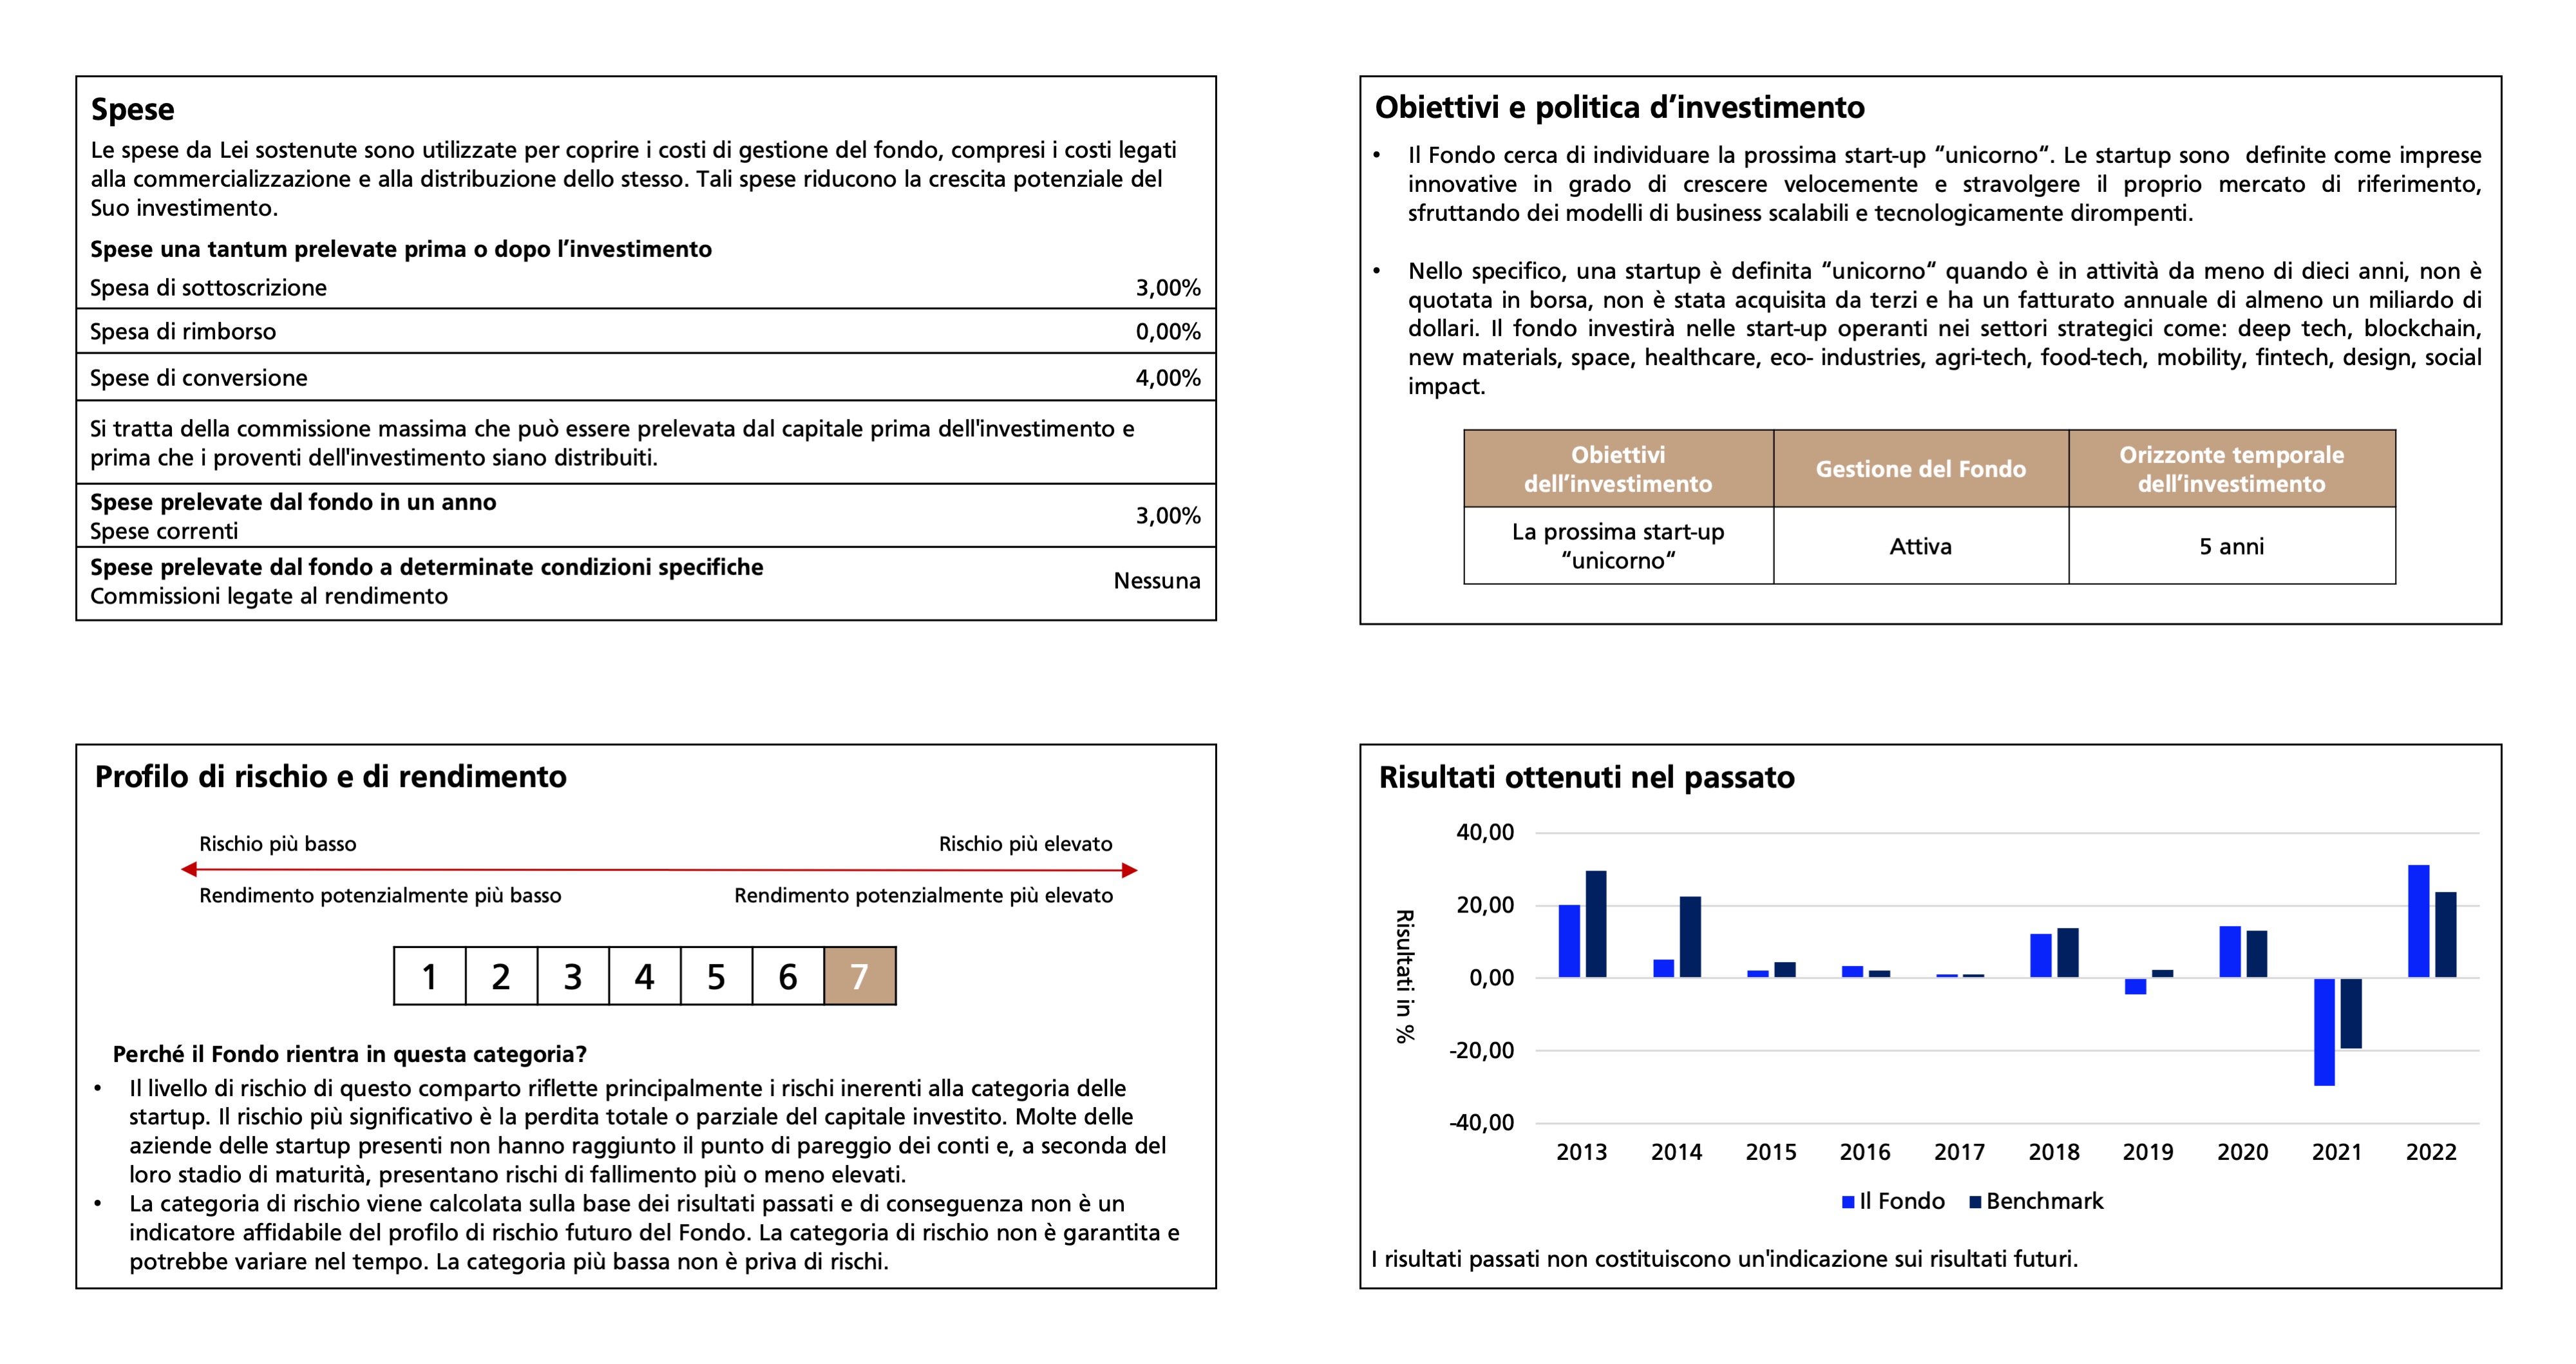 Spese
Le spese da Lei sostenute sono utilizzate per coprire i costi di gestione del fondo, compresi i costi legati
alla commercializzazione e alla distribuzione dello stesso. Tali spese riducono la crescita potenziale del
Suo investimento.
Spese una tantum prelevate prima o dopo l’investimento
Spesa di sottoscrizione 3,00%
Spesa di rimborso 0,00%
Spese di conversione 4,00%
Si tratta della commissione massima che può essere prelevata dal capitale prima dell'investimento e
prima che i proventi dell'investimento siano distribuiti.
Spese prelevate dal fondo in un anno
Spese correnti
3,00%
Spese prelevate dal fondo a determinate condizioni specifiche
Commissioni legate al rendimento
Nessuna
Obiettivi e politica d’investimento
• Il Fondo cerca di individuare la prossima start-up “unicorno“. Le startup sono definite come imprese
innovative in grado di crescere velocemente e stravolgere il proprio mercato di riferimento,
sfruttando dei modelli di business scalabili e tecnologicamente dirompenti.
• Nello specifico, una startup è definita “unicorno“ quando è in attività da meno di dieci anni, non è
quotata in borsa, non è stata acquisita da terzi e ha un fatturato annuale di almeno un miliardo di
dollari. Il fondo investirà nelle start-up operanti nei settori strategici come: deep tech, blockchain,
new materials, space, healthcare, eco- industries, agri-tech, food-tech, mobility, fintech, design, social
impact.
Obiettivi
dell’investimento
Gestione del Fondo
Orizzonte temporale
dell’investimento
La prossima start-up
“unicorno“
Attiva
5 anni
Profilo di rischio e di rendimento
Rischio più basso Rischio più elevato
Rendimento potenzialmente più basso Rendimento potenzialmente più elevato
1 2 3 4 5 6 7
Perché il Fondo rientra in questa categoria?
• Il livello di rischio di questo comparto riflette principalmente i rischi inerenti alla categoria delle
startup. Il rischio più significativo è la perdita totale o parziale del capitale investito. Molte delle
aziende delle startup presenti non hanno raggiunto il punto di pareggio dei conti e, a seconda del
loro stadio di maturità, presentano rischi di fallimento più o meno elevati.
• La categoria di rischio viene calcolata sulla base dei risultati passati e di conseguenza non è un
indicatore affidabile del profilo di rischio futuro del Fondo. La categoria di rischio non è garantita e
potrebbe variare nel tempo. La categoria più bassa non è priva di rischi.
Risultati ottenuti nel passato
Risultati in %
40,00
20,00
0,00
-20,00
-40,00
2013 2014 2015 2016 2017 2018 2019 2020 2021 2022
Il Fondo Benchmark
I risultati passati non costituiscono un'indicazione sui risultati futuri.